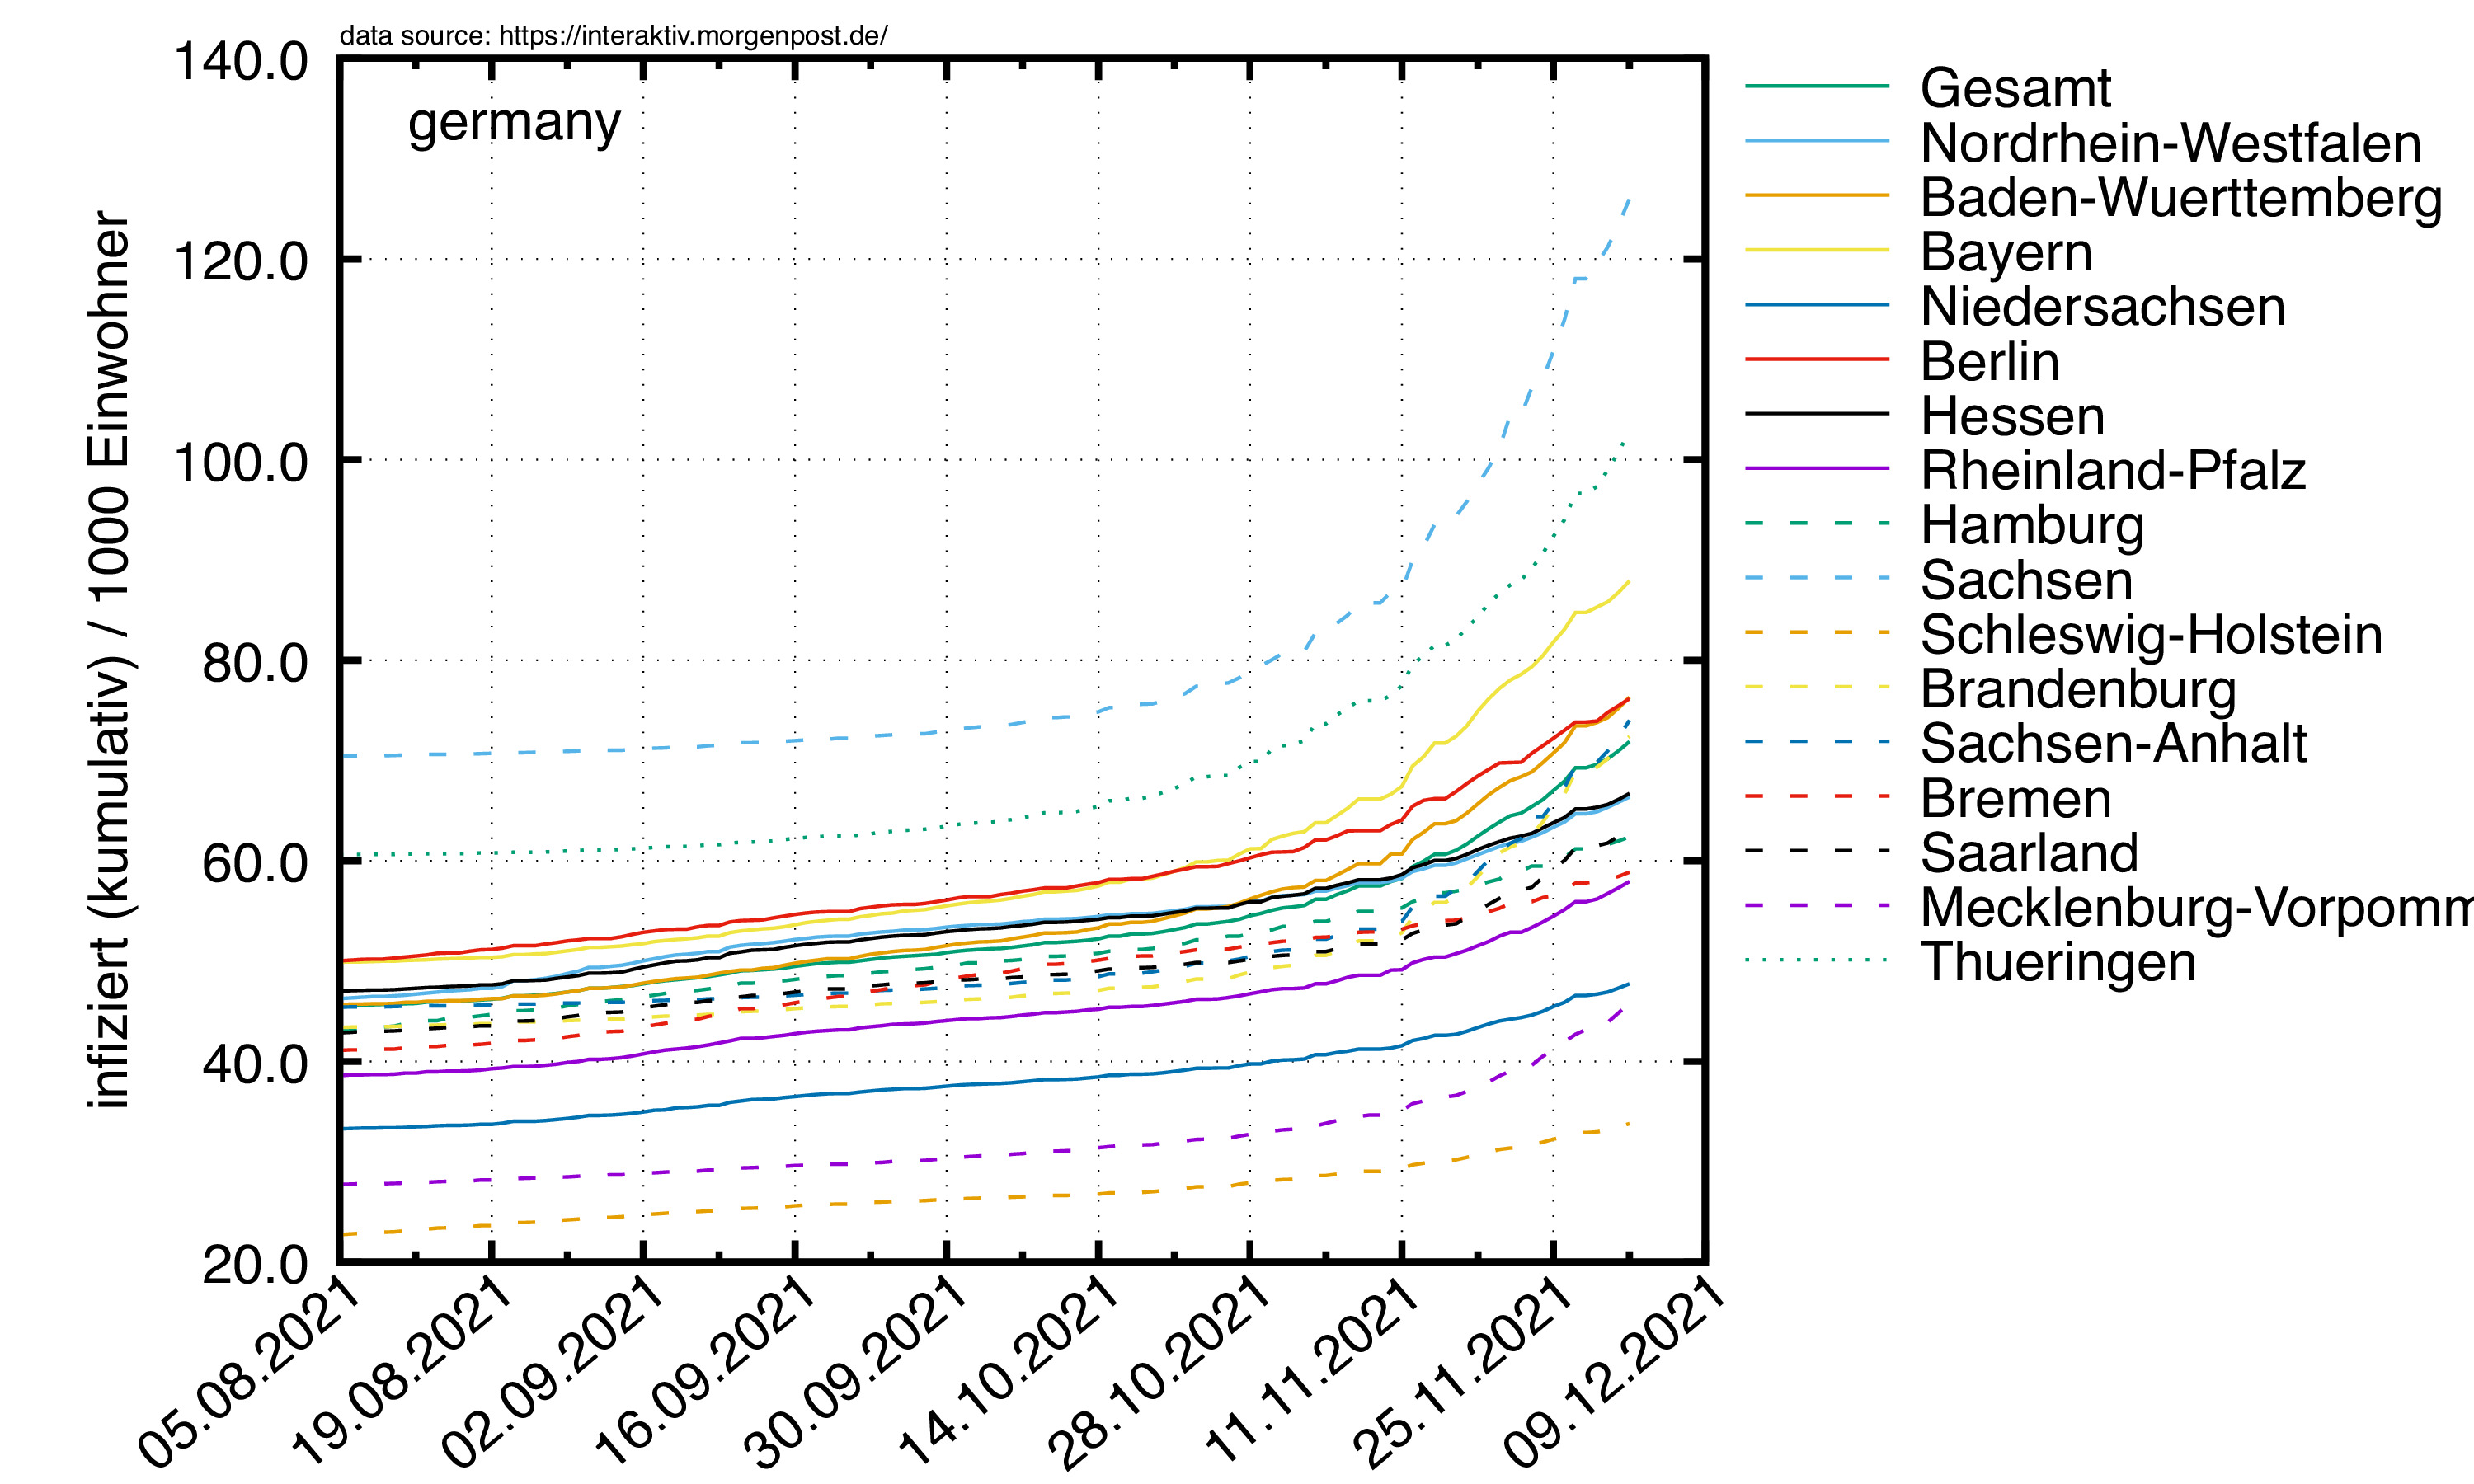 data source: https://interaktiv.morgenpost.de/
germany
infiziert (kumulativ) / 1000 Einwohner
140.0
120.0
100.0
80.0
60.0
40.0
20.0
05.08.2021
19.08.2021
02.09.2021
16.09.2021
30.09.2021
14.10.2021
28.10.2021
11.11.2021
25.11.2021
09.12.2021
Gesamt
Nordrhein-Westfalen
Baden-Wuerttemberg
Bayern
Niedersachsen
Berlin
Hessen
Rheinland-Pfalz
Hamburg
Sachsen
Schleswig-Holstein
Brandenburg
Sachsen-Anhalt
Bremen
Saarland
Mecklenburg-Vorpomm
Thueringen